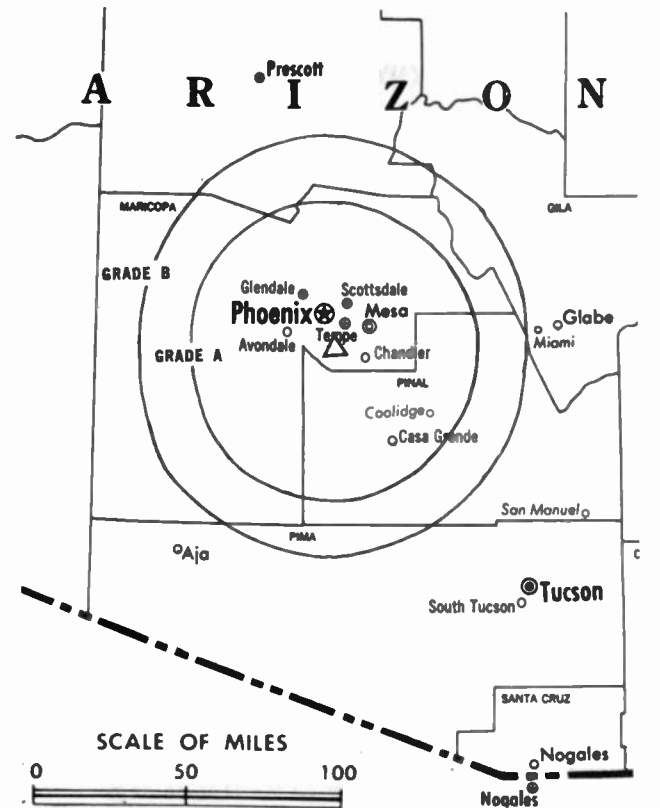 Prescott
A R I Z O N
MARICOPA
GILA
GRADE B
Glendale
Scottsdale
Phoenix
Mesa
Globe
Tempe
Miami
Avondale
GRADE A
Chandler
PINAL
Coolidge
Casa Grande
San Manuel
PIMA
Aja
C
Tucson
South Tucson
SANTA CRUZ
SCALE OF MILES
Nogales
0 50 100
Nogales